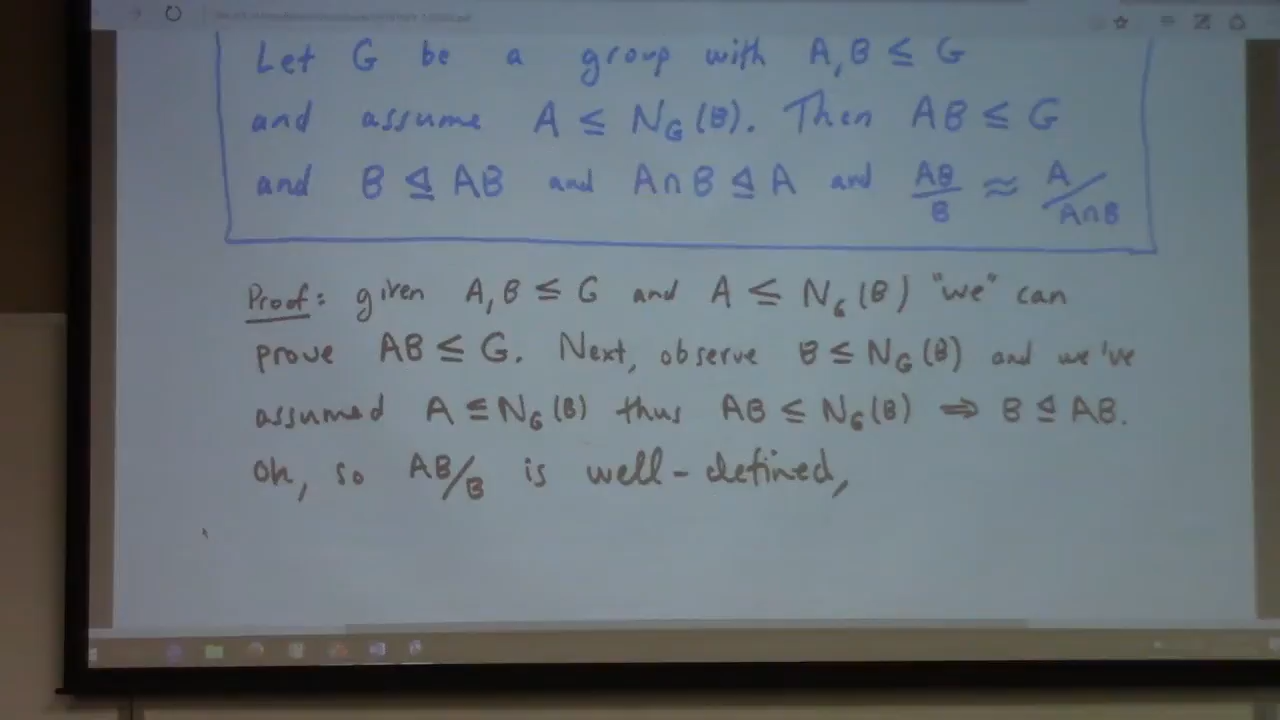 Let G be a group with A, B ≤ G
and assume A ≤ N_G(B). Then AB ≤ G
and B ⊴ AB and A∩B ⊴ A and AB/B ≈ A/A∩B
Proof: given A, B ≤ G and A ≤ N_G(B) "we" can
prove AB ≤ G. Next, observe B ≤ N_G(B) and we've
assumed A ≤ N_G(B) thus AB ≤ N_G(B) ⇒ B ⊴ AB.
Oh, so AB/B is well-defined,